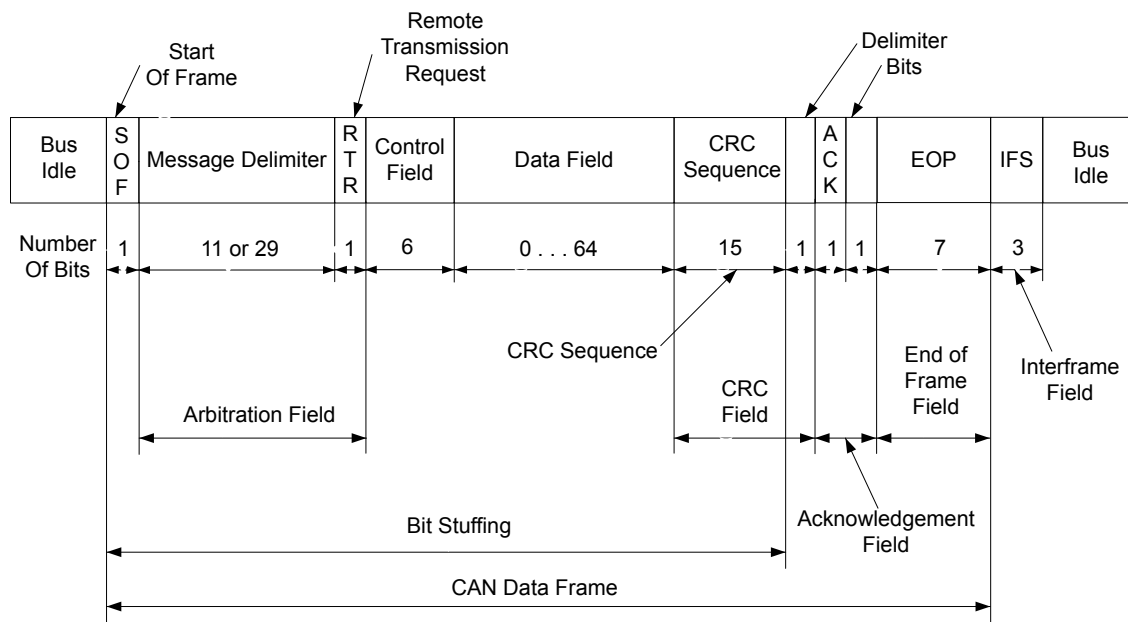 Start
Of Frame
Remote
Transmission
Request
Delimiter
Bits
Bus
Idle
S
O
F
Message Delimiter
R
T
R
Control
Field
Data Field
CRC
Sequence
A
C
K
EOP
IFS
Bus
Idle
Number
Of Bits
1
11 or 29
1
6
0 . . . 64
15
1
1
1
7
3
CRC Sequence
Arbitration Field
CRC
Field
End of
Frame
Field
Interframe
Field
Bit Stuffing
Acknowledgement
Field
CAN Data Frame